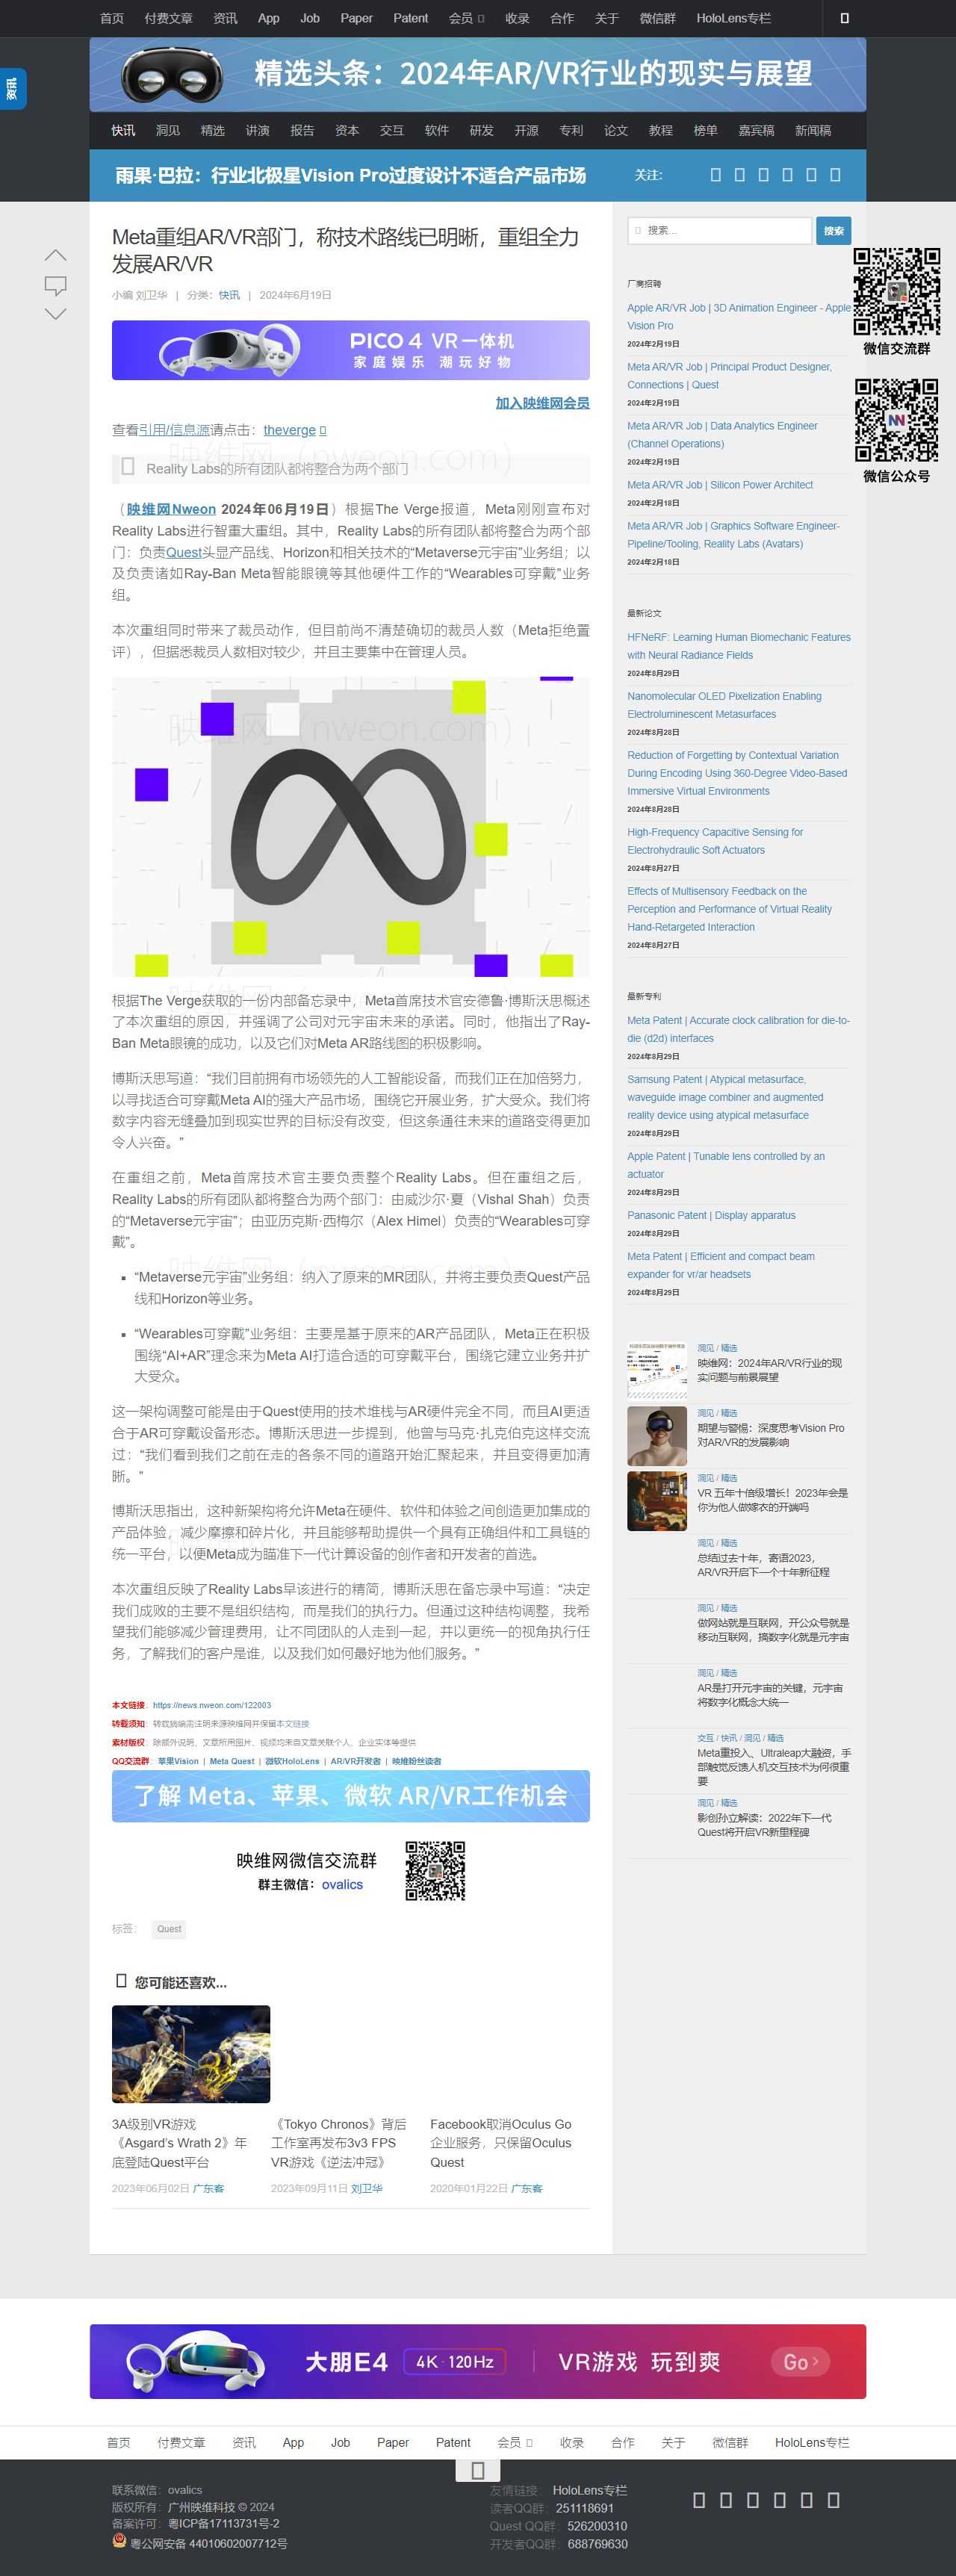 首页 付费文章 资讯 App Job Paper Patent 会员 收录 合作 关于 微信群 HoloLens专栏
资讯
精选头条：2024年AR/VR行业的现实与展望
快讯 洞见 精选 讲演 报告 资本 交互 软件 研发 开源 专利 论文 教程 榜单 嘉宾稿 新闻稿
雨果·巴拉：行业北极星Vision Pro过度设计不适合产品市场
关注:
Meta重组AR/VR部门，称技术路线已明晰，重组全力
发展AR/VR
小编 刘卫华 | 分类：快讯 | 2024年6月19日
PICO 4 VR一体机
家庭娱乐 潮玩好物
加入映维网会员
查看引用/信息源请点击：theverge
映维网（nweon.com）
Reality Labs的所有团队都将整合为两个部门
（映维网Nweon 2024年06月19日）根据The Verge报道，Meta刚刚宣布对
Reality Labs进行智重大重组。其中，Reality Labs的所有团队都将整合为两个部
门：负责Quest头显产品线、Horizon和相关技术的“Metaverse元宇宙”业务组；以
及负责诸如Ray-Ban Meta智能眼镜等其他硬件工作的“Wearables可穿戴”业务
组。
本次重组同时带来了裁员动作，但目前尚不清楚确切的裁员人数（Meta拒绝置
评），但据悉裁员人数相对较少，并且主要集中在管理人员。
映维网（nweon.com）
根据The Verge获取的一份内部备忘录中，Meta首席技术官安德鲁·博斯沃思概述
了本次重组的原因，并强调了公司对元宇宙未来的承诺。同时，他指出了Ray-
Ban Meta眼镜的成功，以及它们对Meta AR路线图的积极影响。
博斯沃思写道：“我们目前拥有市场领先的人工智能设备，而我们正在加倍努力，
以寻找适合可穿戴Meta AI的强大产品市场，围绕它开展业务，扩大受众。我们将
数字内容无缝叠加到现实世界的目标没有改变，但这条通往未来的道路变得更加
令人兴奋。”
在重组之前，Meta首席技术官主要负责整个Reality Labs。但在重组之后，
Reality Labs的所有团队都将整合为两个部门：由威沙尔·夏（Vishal Shah）负责
的“Metaverse元宇宙”；由亚历克斯·西梅尔（Alex Himel）负责的“Wearables可穿
戴”。
“Metaverse元宇宙”业务组：纳入了原来的MR团队，并将主要负责Quest产品
线和Horizon等业务。
“Wearables可穿戴”业务组：主要是基于原来的AR产品团队，Meta正在积极
围绕“AI+AR”理念来为Meta AI打造合适的可穿戴平台，围绕它建立业务并扩
大受众。
这一架构调整可能是由于Quest使用的技术堆栈与AR硬件完全不同，而且AI更适
合于AR可穿戴设备形态。博斯沃思进一步提到，他曾与马克·扎克伯克这样交流
过：“我们看到我们之前在走的各条不同的道路开始汇聚起来，并且变得更加清
晰。”
博斯沃思指出，这种新架构将允许Meta在硬件、软件和体验之间创造更加集成的
产品体验，减少摩擦和碎片化，并且能够帮助提供一个具有正确组件和工具链的
统一平台，以便Meta成为瞄准下一代计算设备的创作者和开发者的首选。
本次重组反映了Reality Labs早该进行的精简，博斯沃思在备忘录中写道：“决定
我们成败的主要不是组织结构，而是我们的执行力。但通过这种结构调整，我希
望我们能够减少管理费用，让不同团队的人走到一起，并以更统一的视角执行任
务，了解我们的客户是谁，以及我们如何最好地为他们服务。”
本文链接：https://news.nweon.com/122003
转载须知：转载摘编需注明来源映维网并保留本文链接
素材版权：除额外说明，文章所用图片、视频均来自文章关联个人、企业实体等提供
QQ交流群：苹果Vision | Meta Quest | 微软HoloLens | AR/VR开发者 | 映维粉丝读者
了解 Meta、苹果、微软 AR/VR工作机会
映维网微信交流群
群主微信：ovalics
标签： Quest
您可能还喜欢...
3A级别VR游戏
《Asgard’s Wrath 2》年
底登陆Quest平台
2023年06月02日 广东客
《Tokyo Chronos》背后
工作室再发布3v3 FPS
VR游戏《逆法冲冠》
2023年09月11日 刘卫华
Facebook取消Oculus Go
企业服务，只保留Oculus
Quest
2020年01月22日 广东客
搜索... 搜索
微信交流群
微信公众号
厂商招聘
Apple AR/VR Job | 3D Animation Engineer - Apple
Vision Pro
2024年2月19日
Meta AR/VR Job | Principal Product Designer,
Connections | Quest
2024年2月19日
Meta AR/VR Job | Data Analytics Engineer
(Channel Operations)
2024年2月19日
Meta AR/VR Job | Silicon Power Architect
2024年2月18日
Meta AR/VR Job | Graphics Software Engineer-
Pipeline/Tooling, Reality Labs (Avatars)
2024年2月18日
最新论文
HFNeRF: Learning Human Biomechanic Features
with Neural Radiance Fields
2024年8月29日
Nanomolecular OLED Pixelization Enabling
Electroluminescent Metasurfaces
2024年8月28日
Reduction of Forgetting by Contextual Variation
During Encoding Using 360-Degree Video-Based
Immersive Virtual Environments
2024年8月28日
High-Frequency Capacitive Sensing for
Electrohydraulic Soft Actuators
2024年8月27日
Effects of Multisensory Feedback on the
Perception and Performance of Virtual Reality
Hand-Retargeted Interaction
2024年8月27日
最新专利
Meta Patent | Accurate clock calibration for die-to-
die (d2d) interfaces
2024年8月29日
Samsung Patent | Atypical metasurface,
waveguide image combiner and augmented
reality device using atypical metasurface
2024年8月29日
Apple Patent | Tunable lens controlled by an
actuator
2024年8月29日
Panasonic Patent | Display apparatus
2024年8月29日
Meta Patent | Efficient and compact beam
expander for vr/ar headsets
2024年8月29日
洞见 / 精选
映维网：2024年AR/VR行业的现
实问题与前景展望
洞见 / 精选
期望与警惕：深度思考Vision Pro
对AR/VR的发展影响
洞见 / 精选
VR 五年十倍级增长！2023年会是
你为他人做嫁衣的开端吗
洞见 / 精选
总结过去十年，寄语2023，
AR/VR开启下一个十年新征程
洞见 / 精选
做网站就是互联网，开公众号就是
移动互联网，搞数字化就是元宇宙
洞见 / 精选
AR是打开元宇宙的关键，元宇宙
将数字化概念大统一
交互 / 快讯 / 洞见 / 精选
Meta重投入、Ultraleap大融资，手
部触觉反馈人机交互技术为何很重
要
洞见 / 精选
影创孙立解读：2022年下一代
Quest将开启VR新里程碑
大朋E4 4K·120Hz VR游戏 玩到爽 Go
首页 付费文章 资讯 App Job Paper Patent 会员 收录 合作 关于 微信群 HoloLens专栏
联系微信：ovalics
版权所有：广州映维科技 © 2024
备案许可：粤ICP备17113731号-2
粤公网安备 44010602007712号
友情链接：HoloLens专栏
读者QQ群：251118691
Quest QQ群：526200310
开发者QQ群：688769630